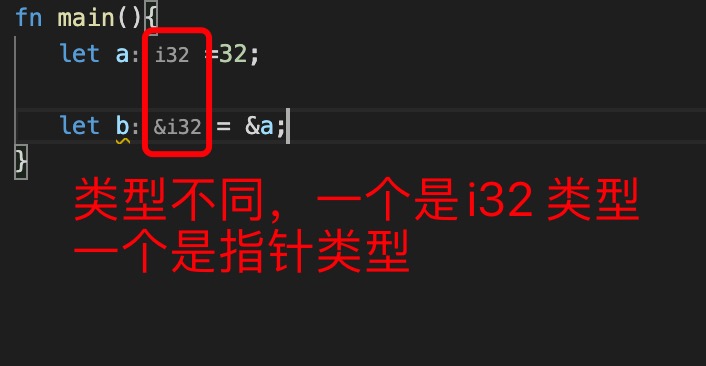 fn main(){
let a: i32 =32;
let b: &i32 = &a;
}
类型不同，一个是i32 类型
一个是指针类型